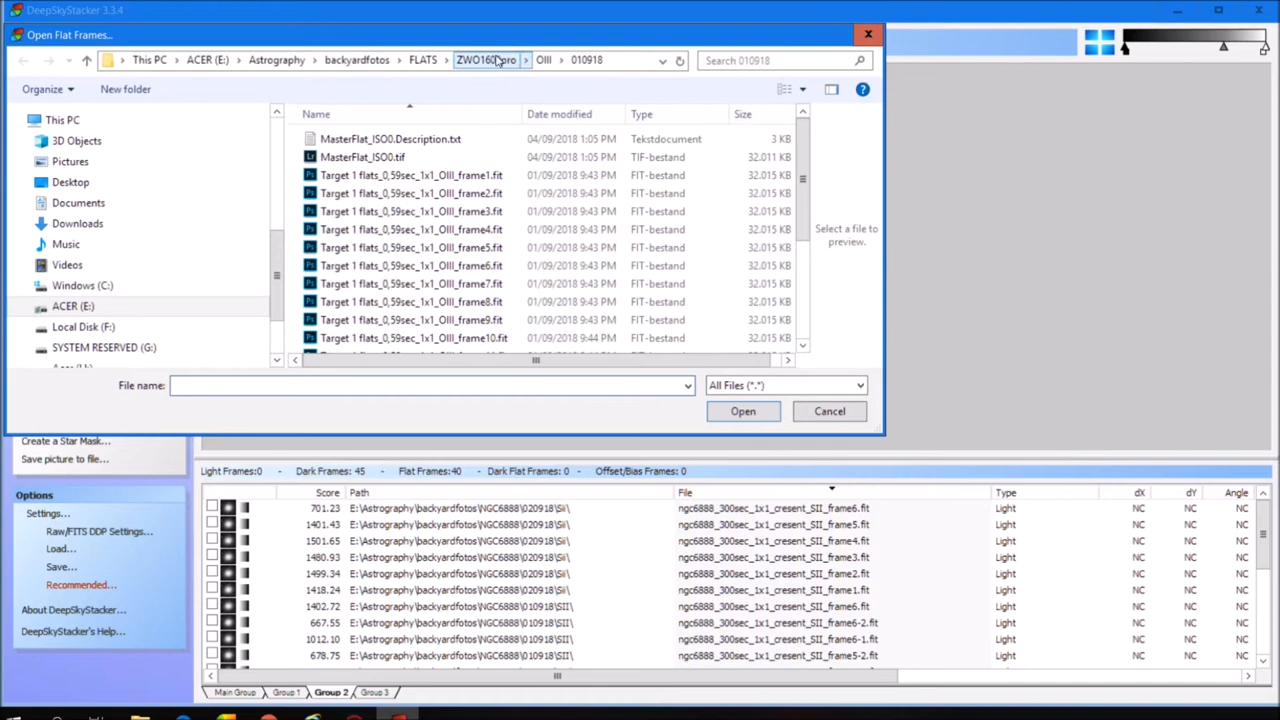 DeepSkyStacker 3.3.4
Open Flat Frames...
This PC > ACER (E:) > Astrography > backyardfotos > FLATS > > OIII > 010918
Search 010918
Organize
New folder
Name Date modified Type Size
This PC
3D Objects
Pictures
Desktop
Documents
Downloads
Music
Videos
Windows (C:)
ACER (E:)
Local Disk (F:)
SYSTEM RESERVED (G:)
MasterFlat_ISO0.Description.txt 04/09/2018 1:05 PM Tekstdocument 3 KB
MasterFlat_ISO0.tif 04/09/2018 1:05 PM TIF-bestand 32.011 KB
Target 1 flats_0,59sec_1x1_OIII_frame1.fit 01/09/2018 9:43 PM FIT-bestand 32.015 KB
Target 1 flats_0,59sec_1x1_OIII_frame2.fit 01/09/2018 9:43 PM FIT-bestand 32.015 KB
Target 1 flats_0,59sec_1x1_OIII_frame3.fit 01/09/2018 9:43 PM FIT-bestand 32.015 KB
Target 1 flats_0,59sec_1x1_OIII_frame4.fit 01/09/2018 9:43 PM FIT-bestand 32.015 KB
Target 1 flats_0,59sec_1x1_OIII_frame5.fit 01/09/2018 9:43 PM FIT-bestand 32.015 KB
Target 1 flats_0,59sec_1x1_OIII_frame6.fit 01/09/2018 9:43 PM FIT-bestand 32.015 KB
Target 1 flats_0,59sec_1x1_OIII_frame7.fit 01/09/2018 9:43 PM FIT-bestand 32.015 KB
Target 1 flats_0,59sec_1x1_OIII_frame8.fit 01/09/2018 9:43 PM FIT-bestand 32.015 KB
Target 1 flats_0,59sec_1x1_OIII_frame9.fit 01/09/2018 9:43 PM FIT-bestand 32.015 KB
Target 1 flats_0,59sec_1x1_OIII_frame10.fit 01/09/2018 9:44 PM FIT-bestand 32.015 KB
Select a file to
preview.
File name:
All Files (*.*)
Open
Cancel
Create a Star Mask...
Save picture to file...
Options
Settings...
Raw/FITS DDP Settings...
Load...
Save...
Recommended...
About DeepSkyStacker...
DeepSkyStacker's Help...
Light Frames:0 - Dark Frames: 45 - Flat Frames:40 - Dark Flat Frames: 0 - Offset/Bias Frames: 0
Score Path File Type dX dY Angle
701.23 E:\Astrography\backyardfotos\NGC6888\020918\Sii\ ngc6888_300sec_1x1_cresent_SII_frame6.fit Light NC NC NC
1401.43 E:\Astrography\backyardfotos\NGC6888\020918\Sii\ ngc6888_300sec_1x1_cresent_SII_frame5.fit Light NC NC NC
1501.65 E:\Astrography\backyardfotos\NGC6888\020918\Sii\ ngc6888_300sec_1x1_cresent_SII_frame4.fit Light NC NC NC
1480.93 E:\Astrography\backyardfotos\NGC6888\020918\Sii\ ngc6888_300sec_1x1_cresent_SII_frame3.fit Light NC NC NC
1499.34 E:\Astrography\backyardfotos\NGC6888\020918\Sii\ ngc6888_300sec_1x1_cresent_SII_frame2.fit Light NC NC NC
1418.24 E:\Astrography\backyardfotos\NGC6888\020918\Sii\ ngc6888_300sec_1x1_cresent_SII_frame1.fit Light NC NC NC
1402.72 E:\Astrography\backyardfotos\NGC6888\010918\SII\ ngc6888_300sec_1x1_cresent_SII_frame6.fit Light NC NC NC
667.55 E:\Astrography\backyardfotos\NGC6888\010918\SII\ ngc6888_300sec_1x1_cresent_SII_frame6-2.fit Light NC NC NC
1012.10 E:\Astrography\backyardfotos\NGC6888\010918\SII\ ngc6888_300sec_1x1_cresent_SII_frame6-1.fit Light NC NC NC
678.75 E:\Astrography\backyardfotos\NGC6888\010918\SII\ ngc6888_300sec_1x1_cresent_SII_frame5-2.fit Light NC NC NC
Main Group Group 1 Group 2 Group 3